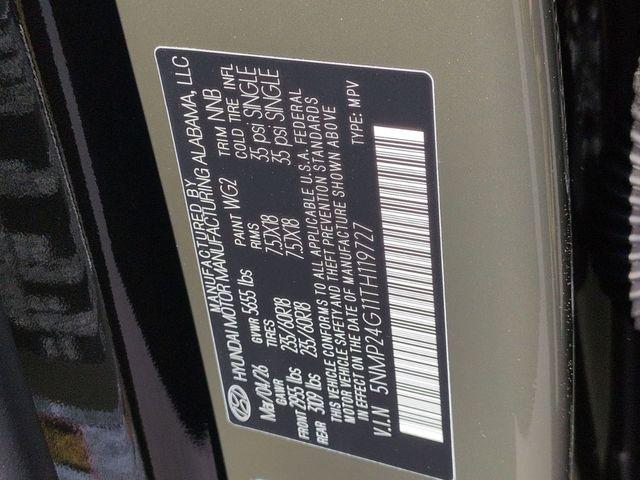 MANUFACTURED BY
HYUNDAI MOTOR MANUFACTURING ALABAMA, LLC
Mar/04/26 GVWR 5655 lbs PAINT WG2 TRIM NNB
GAWR TIRES RIMS COLD TIRE INFL
FRONT 2955 lbs 235/60R18 7.5JX18 35 psi SINGLE
REAR 3019 lbs 235/60R18 7.5JX18 35 psi SINGLE
THIS VEHICLE CONFORMS TO ALL APPLICABLE U.S.A. FEDERAL
MOTOR VEHICLE SAFETY AND THEFT PREVENTION STANDARDS
IN EFFECT ON THE DATE OF MANUFACTURE SHOWN ABOVE
V.I.N 5NMP24G11TH119727 TYPE: MPV